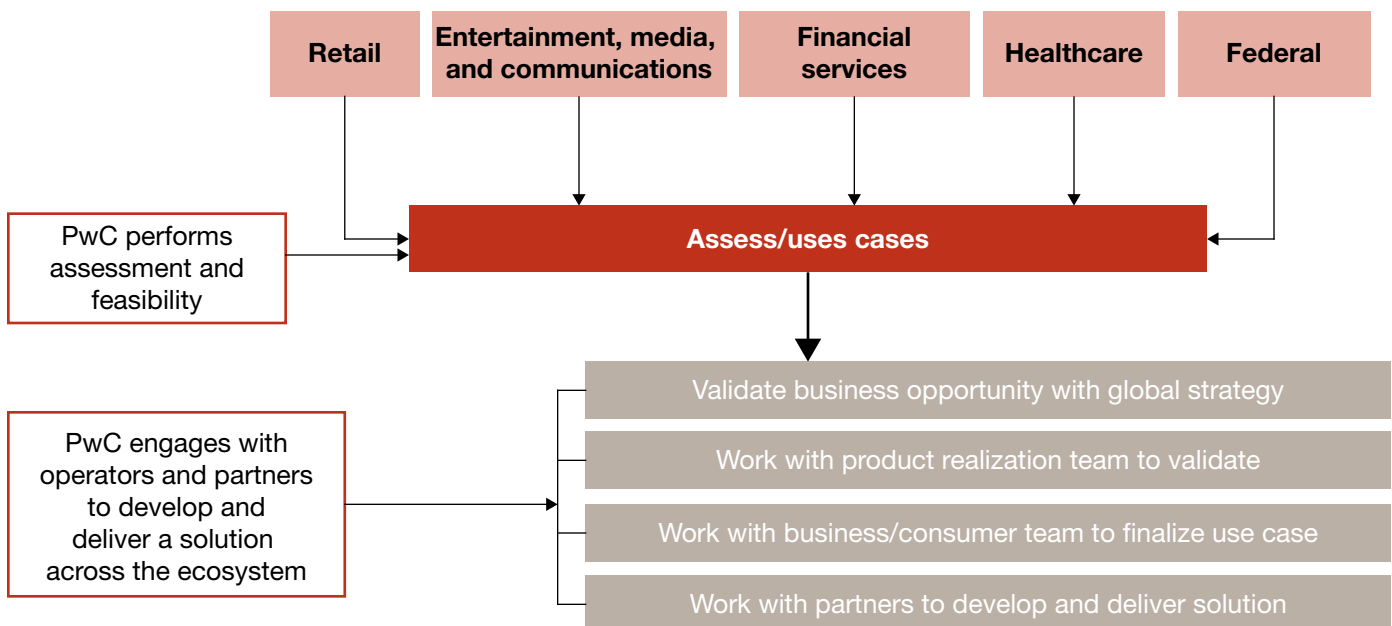 Retail
Entertainment, media,
and communications
Financial
services
Healthcare
Federal
PwC performs
assessment and
feasibility
Assess/uses cases
Validate business opportunity with global strategy
PwC engages with
operators and partners
to develop and
deliver a solution
across the ecosystem
Work with product realization team to validate
Work with business/consumer team to finalize use case
Work with partners to develop and deliver solution